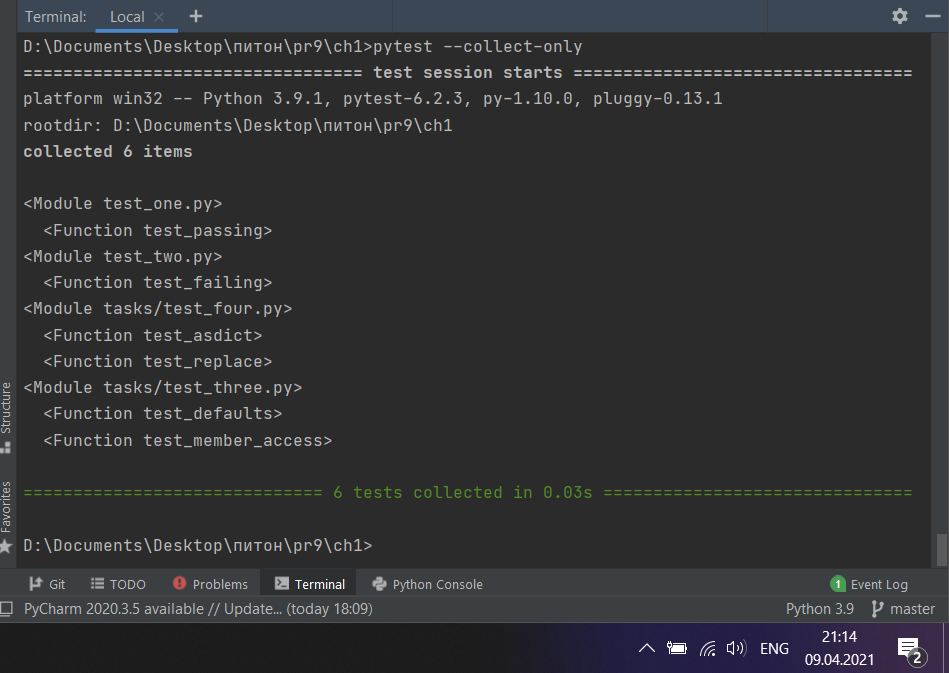 Terminal: Local × +
D:\Documents\Desktop\питон\pr9\ch1>pytest --collect-only
================================== test session starts ==================================
platform win32 -- Python 3.9.1, pytest-6.2.3, py-1.10.0, pluggy-0.13.1
rootdir: D:\Documents\Desktop\питон\pr9\ch1
collected 6 items
<Module test_one.py>
<Function test_passing>
<Module test_two.py>
<Function test_failing>
<Module tasks/test_four.py>
<Function test_asdict>
<Function test_replace>
<Module tasks/test_three.py>
<Function test_defaults>
<Function test_member_access>
============================== 6 tests collected in 0.03s ===============================
D:\Documents\Desktop\питон\pr9\ch1>
Structure
Favorites
Git TODO Problems Terminal Python Console 1 Event Log
PyCharm 2020.3.5 available // Update... (today 18:09) Python 3.9 master
ENG 21:14
09.04.2021 2